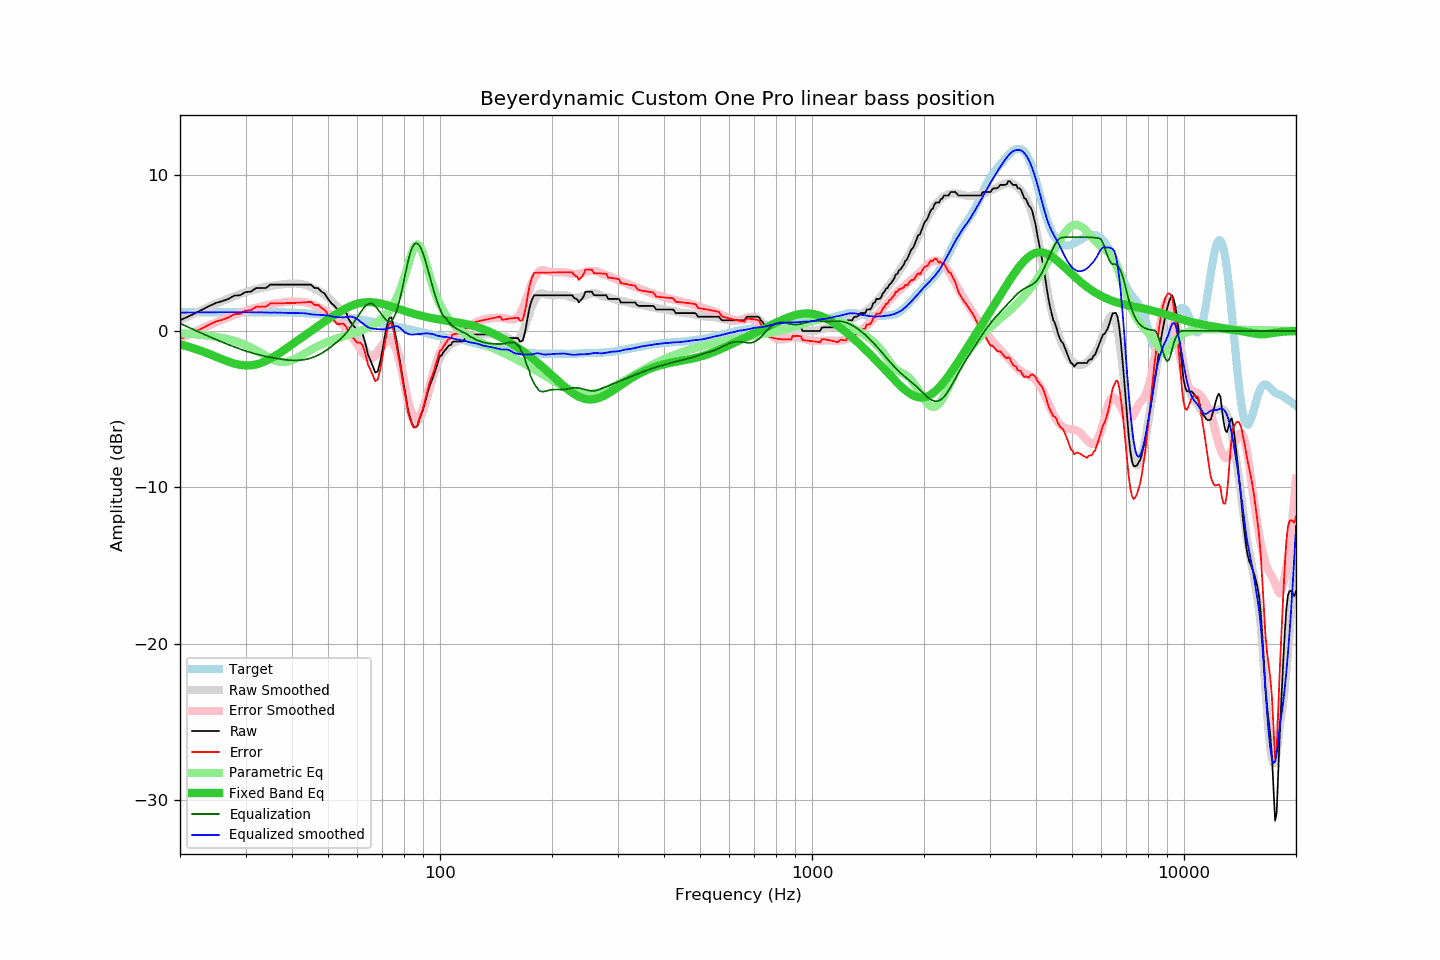 Beyerdynamic Custom One Pro linear bass position
10
0
−10
−20
−30
Amplitude (dBr)
Target
Raw Smoothed
Error Smoothed
Raw
Error
Parametric Eq
Fixed Band Eq
Equalization
Equalized smoothed
100
1000
10000
Frequency (Hz)